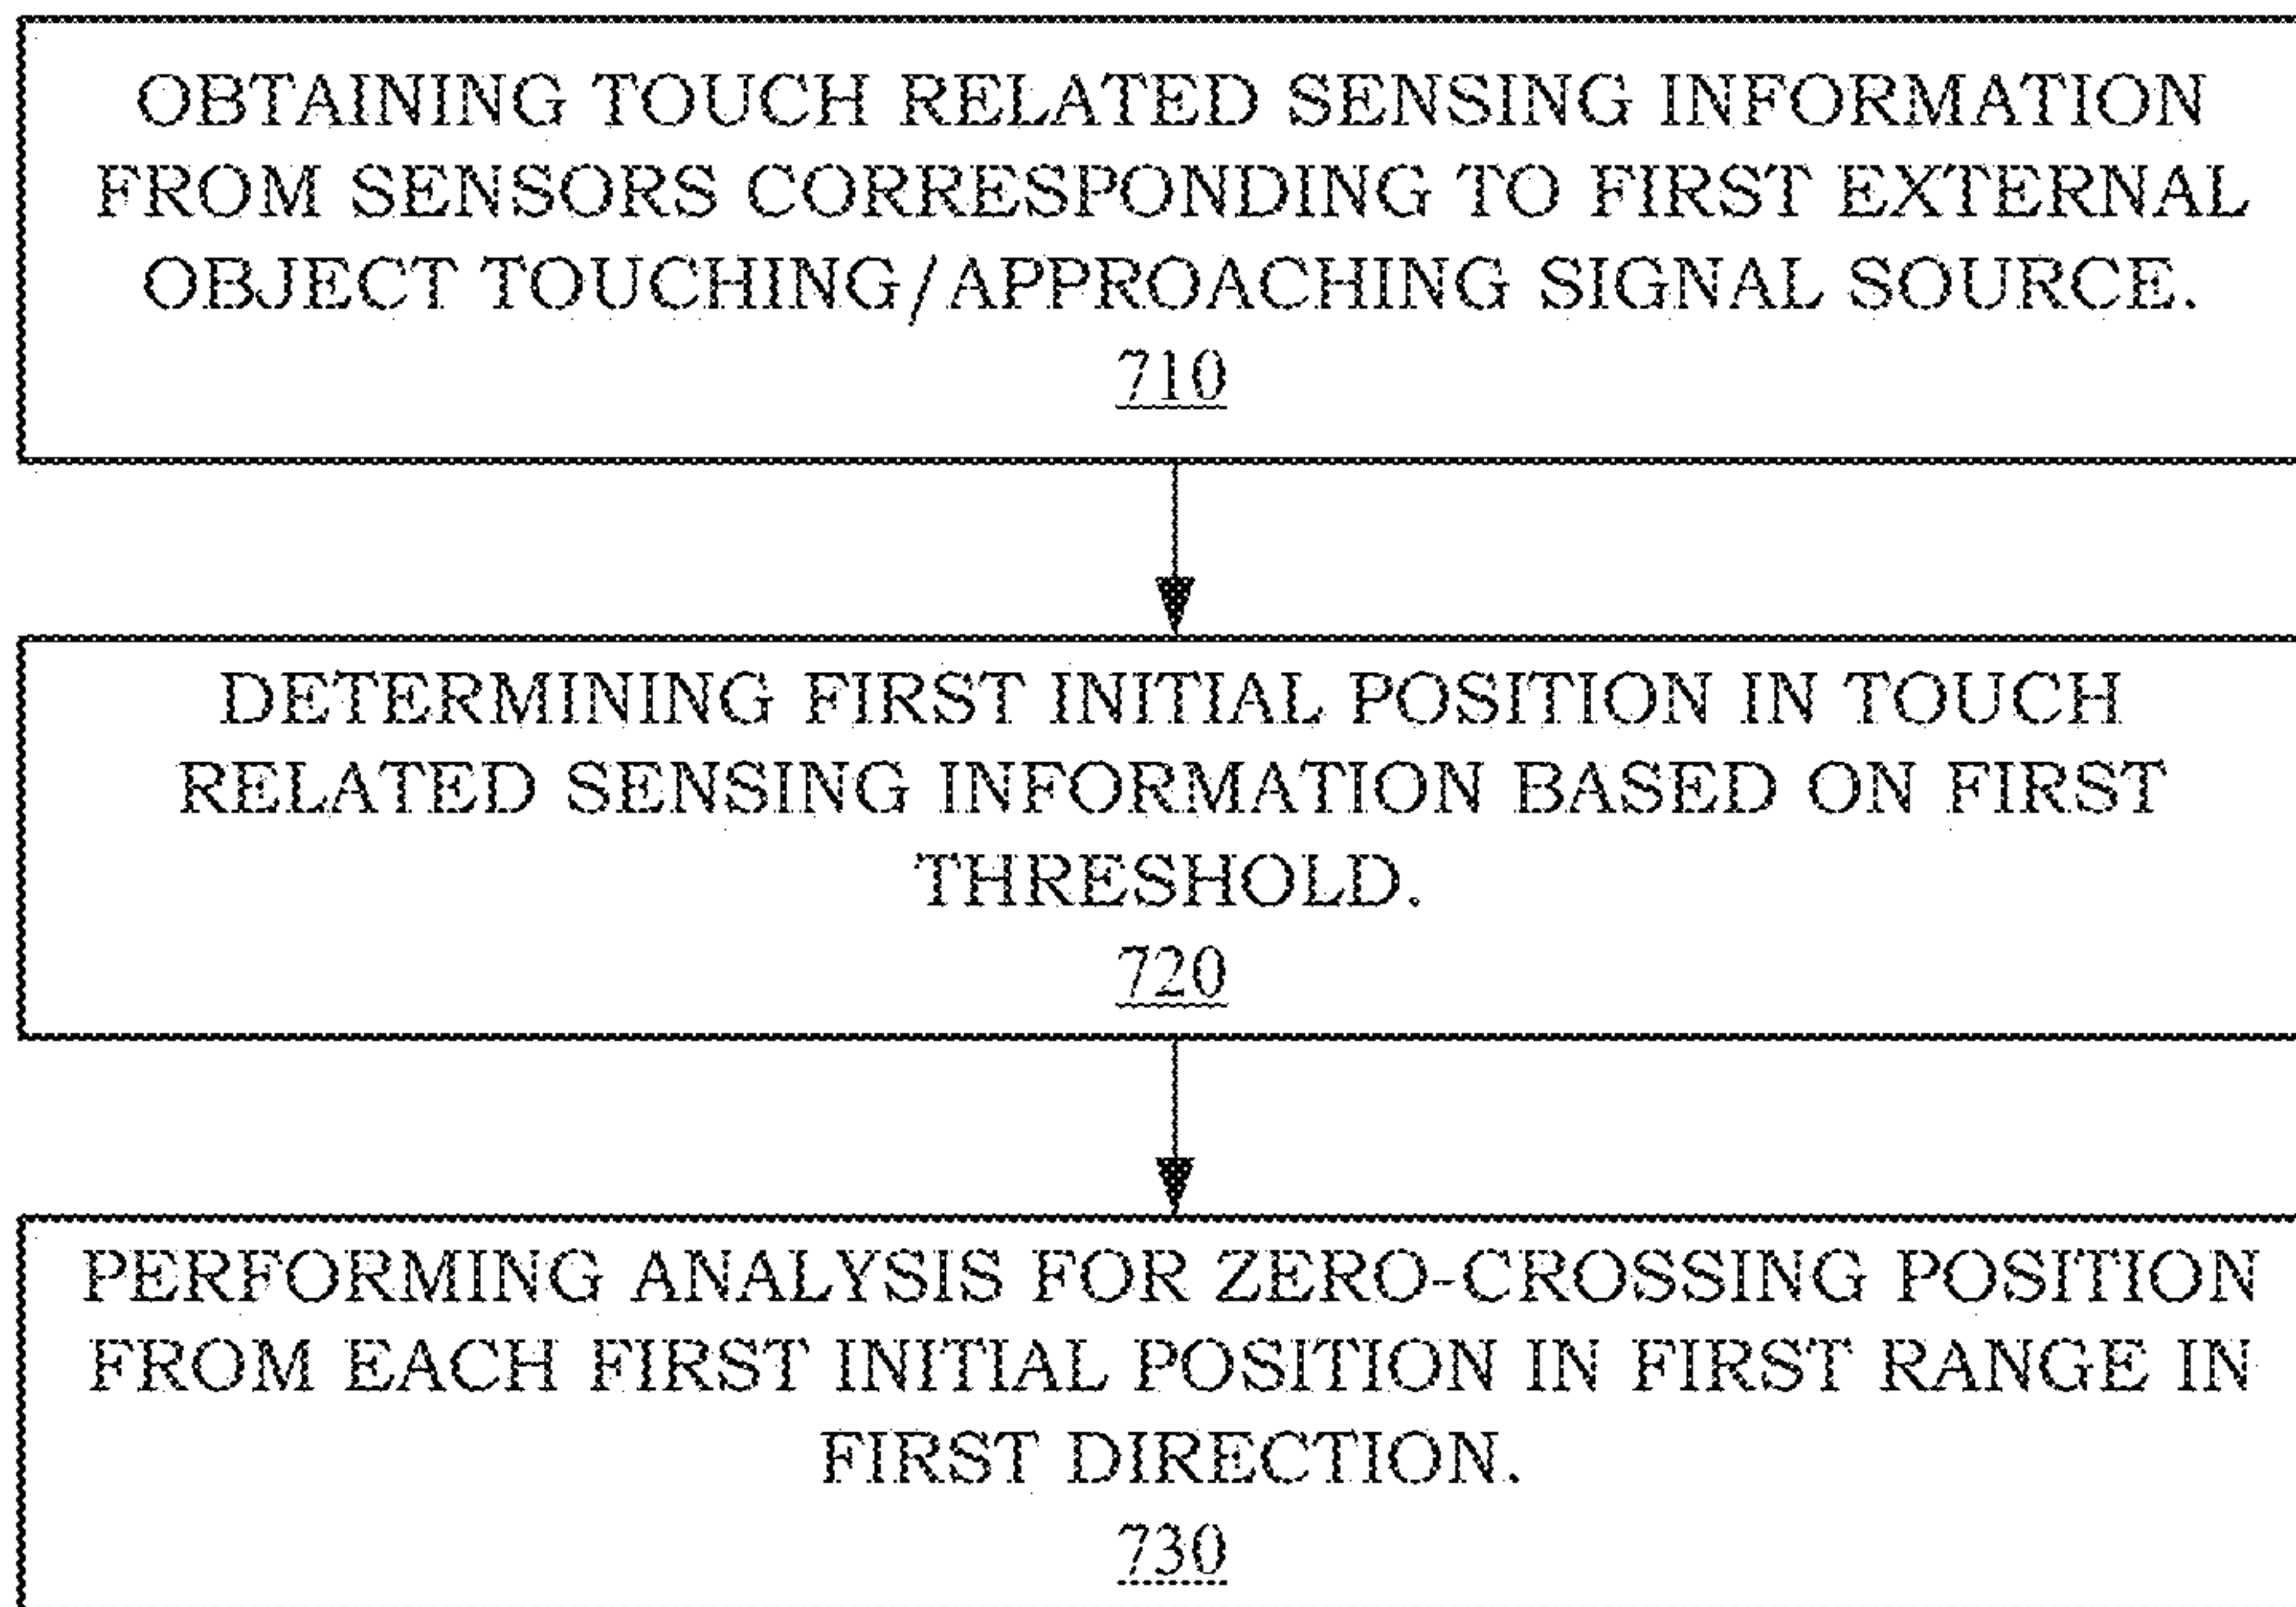 OBTAINING TOUCH RELATED SENSING INFORMATION
FROM SENSORS CORRESPONDING TO FIRST EXTERNAL
OBJECT TOUCHING/APPROACHING SIGNAL SOURCE.
710
DETERMINING FIRST INITIAL POSITION IN TOUCH
RELATED SENSING INFORMATION BASED ON FIRST
THRESHOLD.
720
PERFORMING ANALYSIS FOR ZERO-CROSSING POSITION
FROM EACH FIRST INITIAL POSITION IN FIRST RANGE IN
FIRST DIRECTION.
730